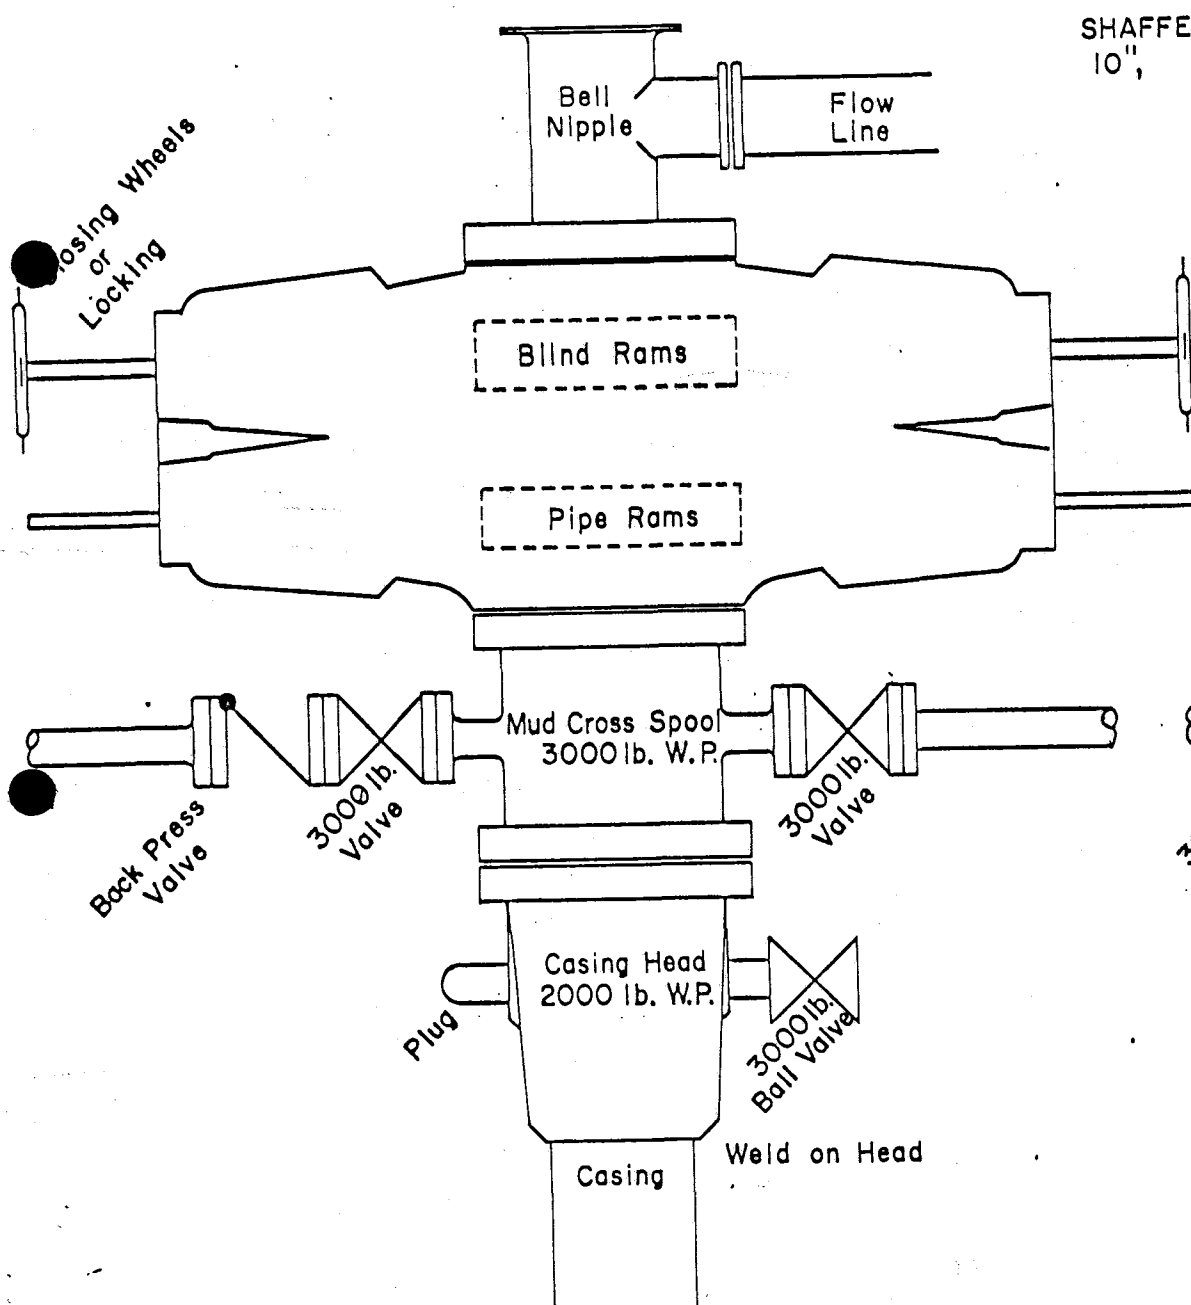 SHAFFE
10",
Bell
Nipple
Flow
Line
losing Wheels
or
Locking
Blind Rams
Pipe Rams
Mud Cross Spool
3000 lb. W.P.
3000 lb.
Valve
3000 lb.
Valve
Back Press
Valve
Casing Head
2000 lb. W.P.
Plug
3000 lb.
Ball Valve
Weld on Head
Casing